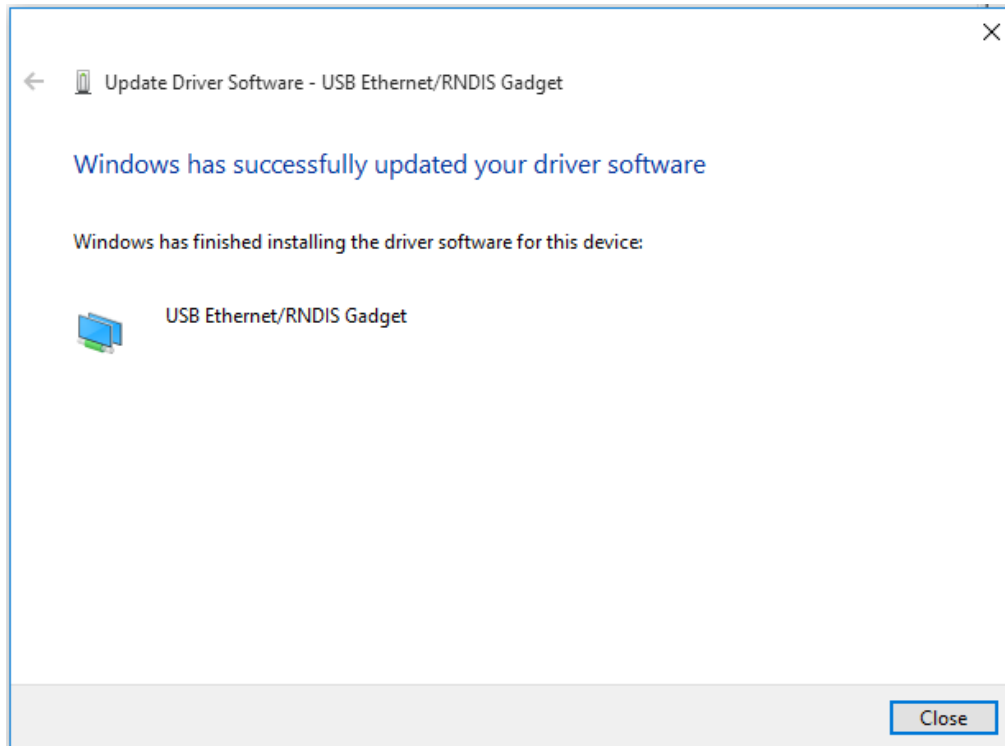 Update Driver Software - USB Ethernet/RNDIS Gadget
Windows has successfully updated your driver software
Windows has finished installing the driver software for this device:
USB Ethernet/RNDIS Gadget
Close